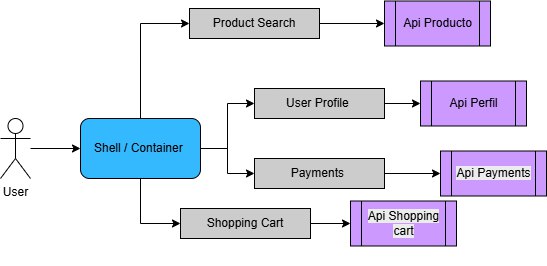 Product Search
Api Producto
User Profile
Api Perfil
Shell / Container
User
Payments
Api Payments
Shopping Cart
Api Shopping
cart